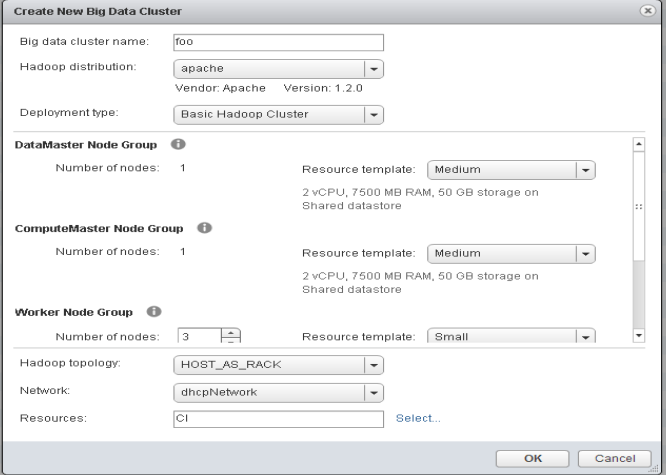 Create New Big Data Cluster
Big data cluster name: foo
Hadoop distribution: apache
Vendor: Apache Version: 1.2.0
Deployment type: Basic Hadoop Cluster
DataMaster Node Group
Number of nodes: 1 Resource template: Medium
2 vCPU, 7500 MB RAM, 50 GB storage on
Shared datastore
ComputeMaster Node Group
Number of nodes: 1 Resource template: Medium
2 vCPU, 7500 MB RAM, 50 GB storage on
Shared datastore
Worker Node Group
Number of nodes: 3 Resource template: Small
Hadoop topology: HOST_AS_RACK
Network: dhcpNetwork
Resources: CI Select...
OK Cancel